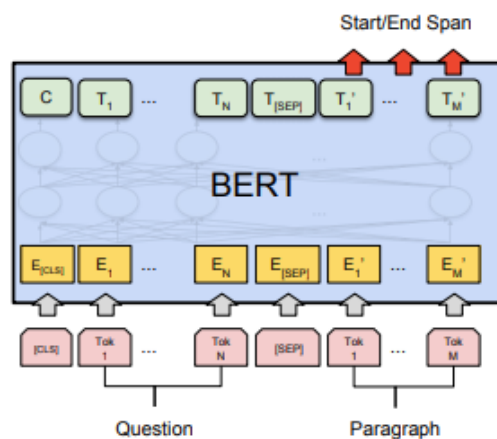 Start/End Span
C T1 ... TN T[SEP] T1' ... TM'
...
BERT
...
E[CLS] E1 ... EN E[SEP] E1' ... EM'
[CLS] Tok 1 ... Tok N [SEP] Tok 1 ... Tok M
Question Paragraph